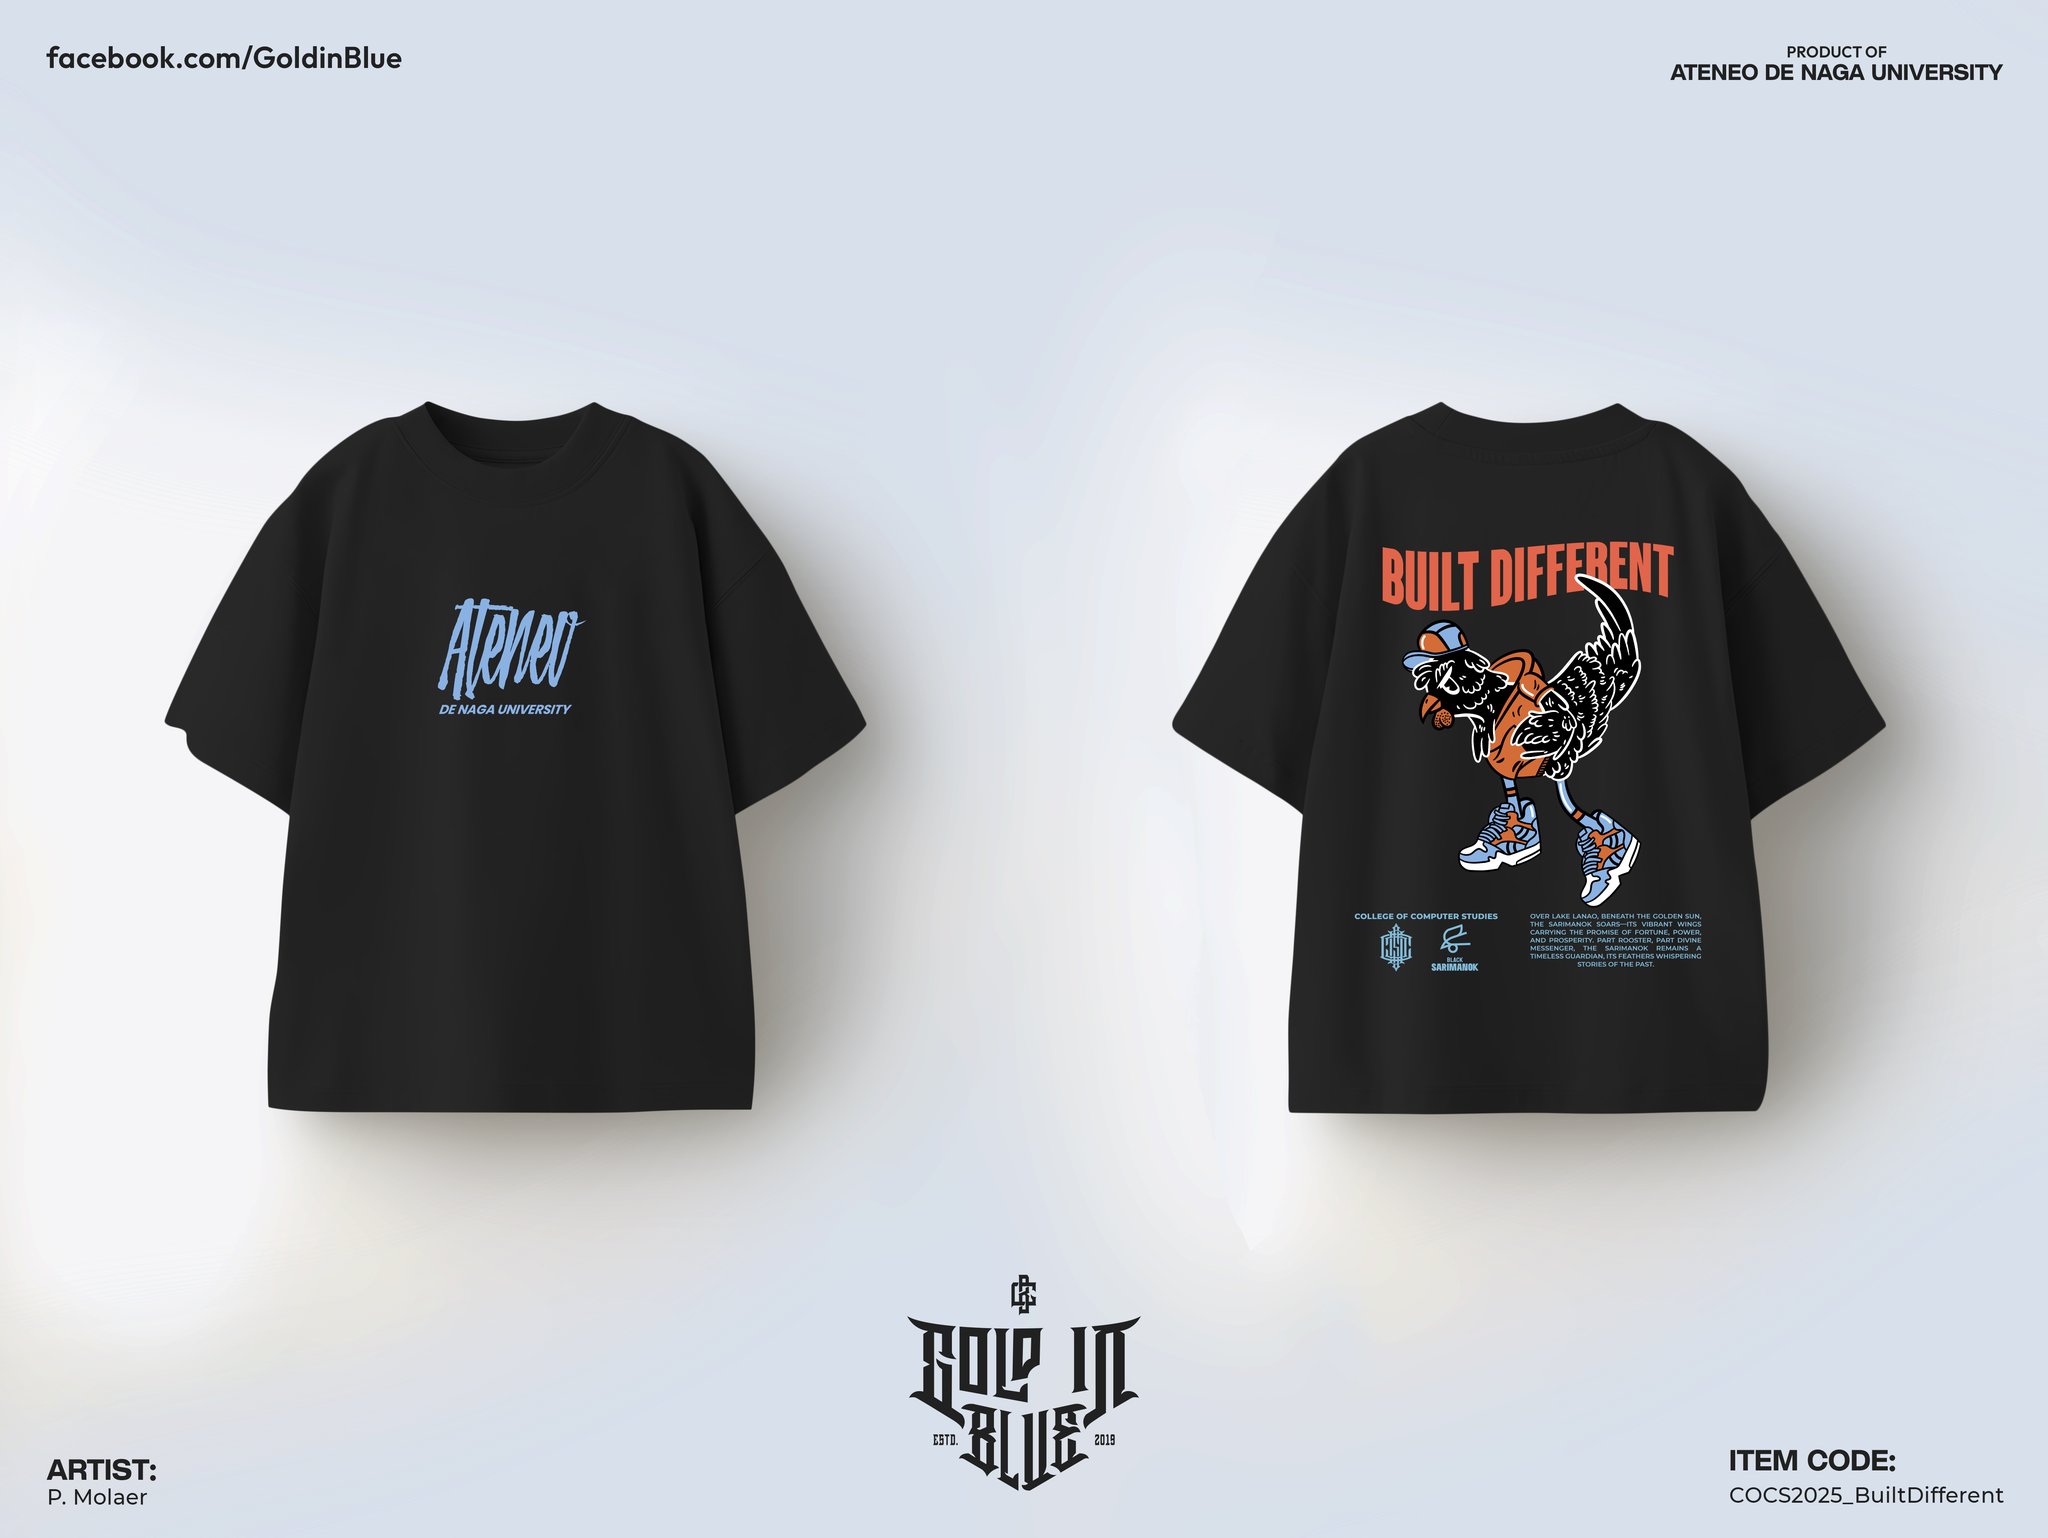 facebook.com/GoldinBlue
PRODUCT OF
ATENEO DE NAGA UNIVERSITY
Ateneo
DE NAGA UNIVERSITY
BUILT DIFFERENT
COLLEGE OF COMPUTER STUDIES
BLACK
SARIMANOK
OVER LAKE LANAO, BENEATH THE GOLDEN SUN,
THE SARIMANOK SOARS—ITS VIBRANT WINGS
CARRYING THE PROMISE OF FORTUNE, POWER,
AND PROSPERITY. PART ROOSTER, PART DIVINE
MESSENGER, THE SARIMANOK REMAINS A
TIMELESS GUARDIAN, ITS FEATHERS WHISPERING
STORIES OF THE PAST.
GOLD IN
BLUE
ESTD. 2019
ARTIST:
P. Molaer
ITEM CODE:
COCS2025_BuiltDifferent